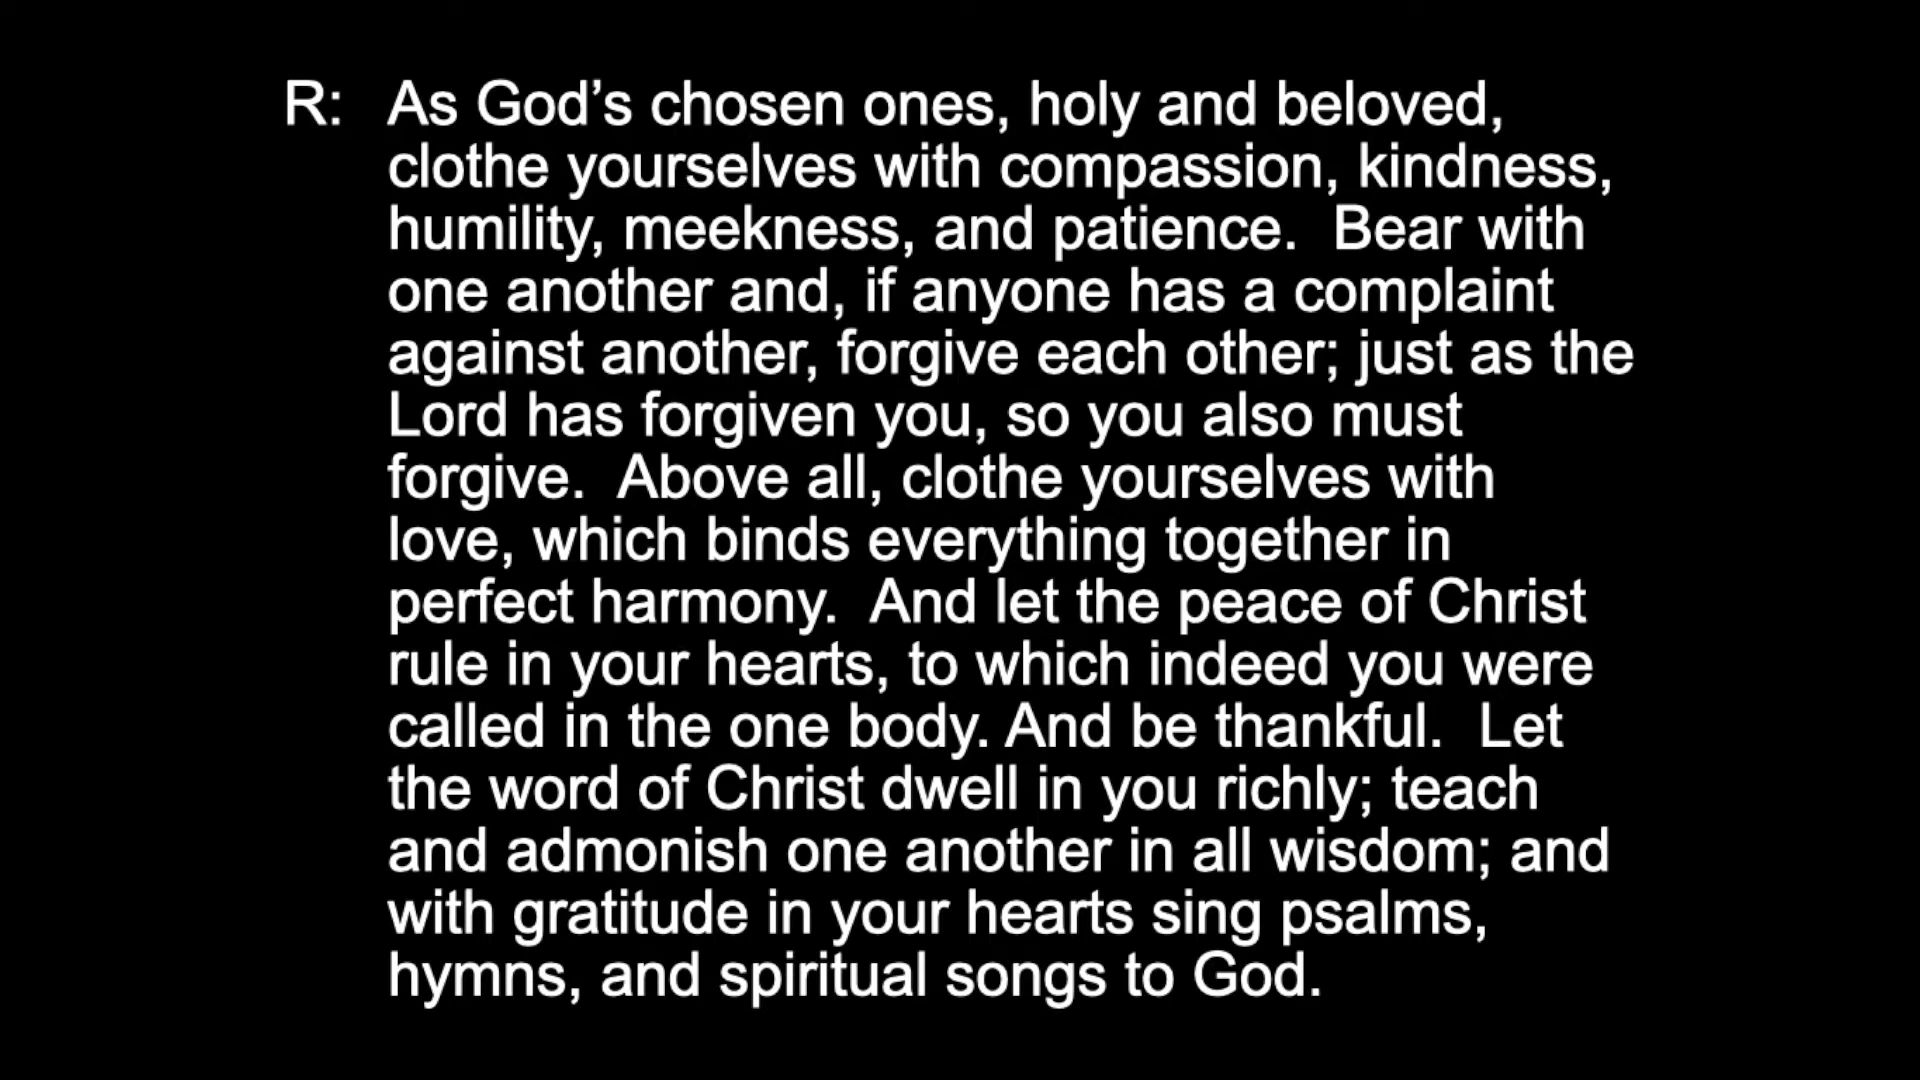 R: As God’s chosen ones, holy and beloved,
clothe yourselves with compassion, kindness,
humility, meekness, and patience.  Bear with
one another and, if anyone has a complaint
against another, forgive each other; just as the
Lord has forgiven you, so you also must
forgive.  Above all, clothe yourselves with
love, which binds everything together in
perfect harmony.  And let the peace of Christ
rule in your hearts, to which indeed you were
called in the one body. And be thankful.  Let
the word of Christ dwell in you richly; teach
and admonish one another in all wisdom; and
with gratitude in your hearts sing psalms,
hymns, and spiritual songs to God.